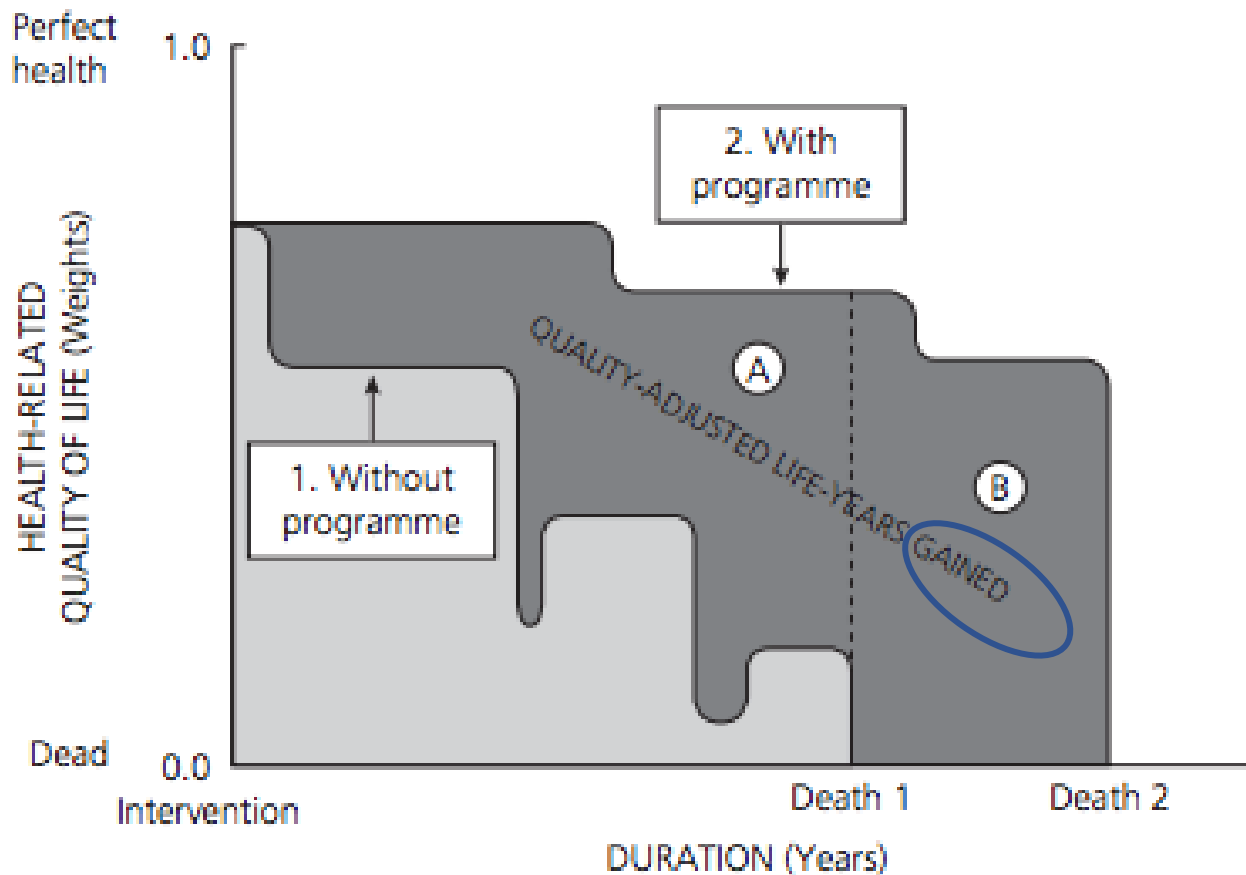 Perfect
health
1.0
2. With
programme
HEALTH-RELATED
QUALITY OF LIFE (Weights)
QUALITY-ADJUSTED LIFE-YEARS GAINED
A
1. Without
programme
B
Dead
0.0
Intervention
Death 1
Death 2
DURATION (Years)